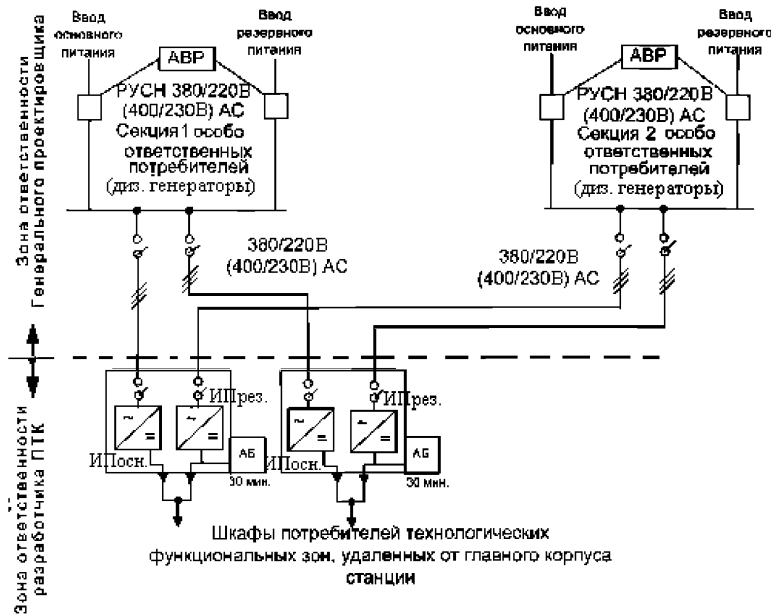 Ввод
основного
питания
АВР
Ввод
резервного
питания
РУСН 380/220В
(400/230В) АС
Секция 1 особо
ответственных
потребителей
(диз. генераторы)
Ввод
основного
питания
АВР
Ввод
резервного
питания
РУСН 380/220В
(400/230В) АС
Секция 2 особо
ответственных
потребителей
(диз. генераторы)
Зона ответственности
Генерального проектировщика
380/220В
(400/230В) АС
380/220В
(400/230В) АС
Зона ответственности
разработчика ПТК
ИПрез.
ИПосн.
АБ
30 мин.
ИПрез.
ИПосн.
АБ
30 мин.
Шкафы потребителей технологических
функциональных зон, удаленных от главного корпуса
станции